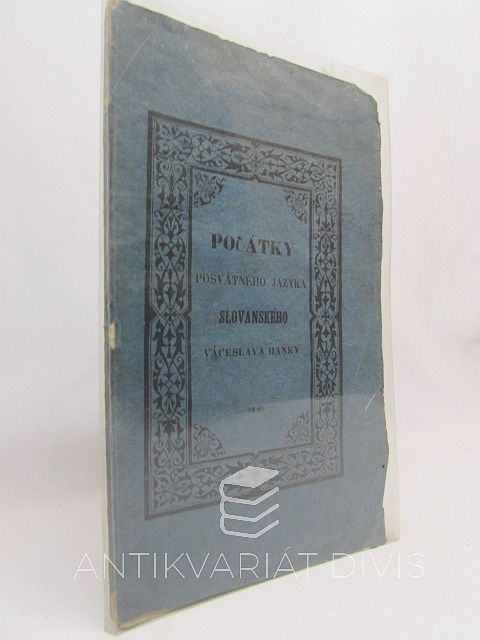 POČÁTKY
POSVÁTNÉHO JAZYKA
SLOVANSKÉHO
VÁCESLAVA HANKY
ANTIKVARIÁT DIVIŠ